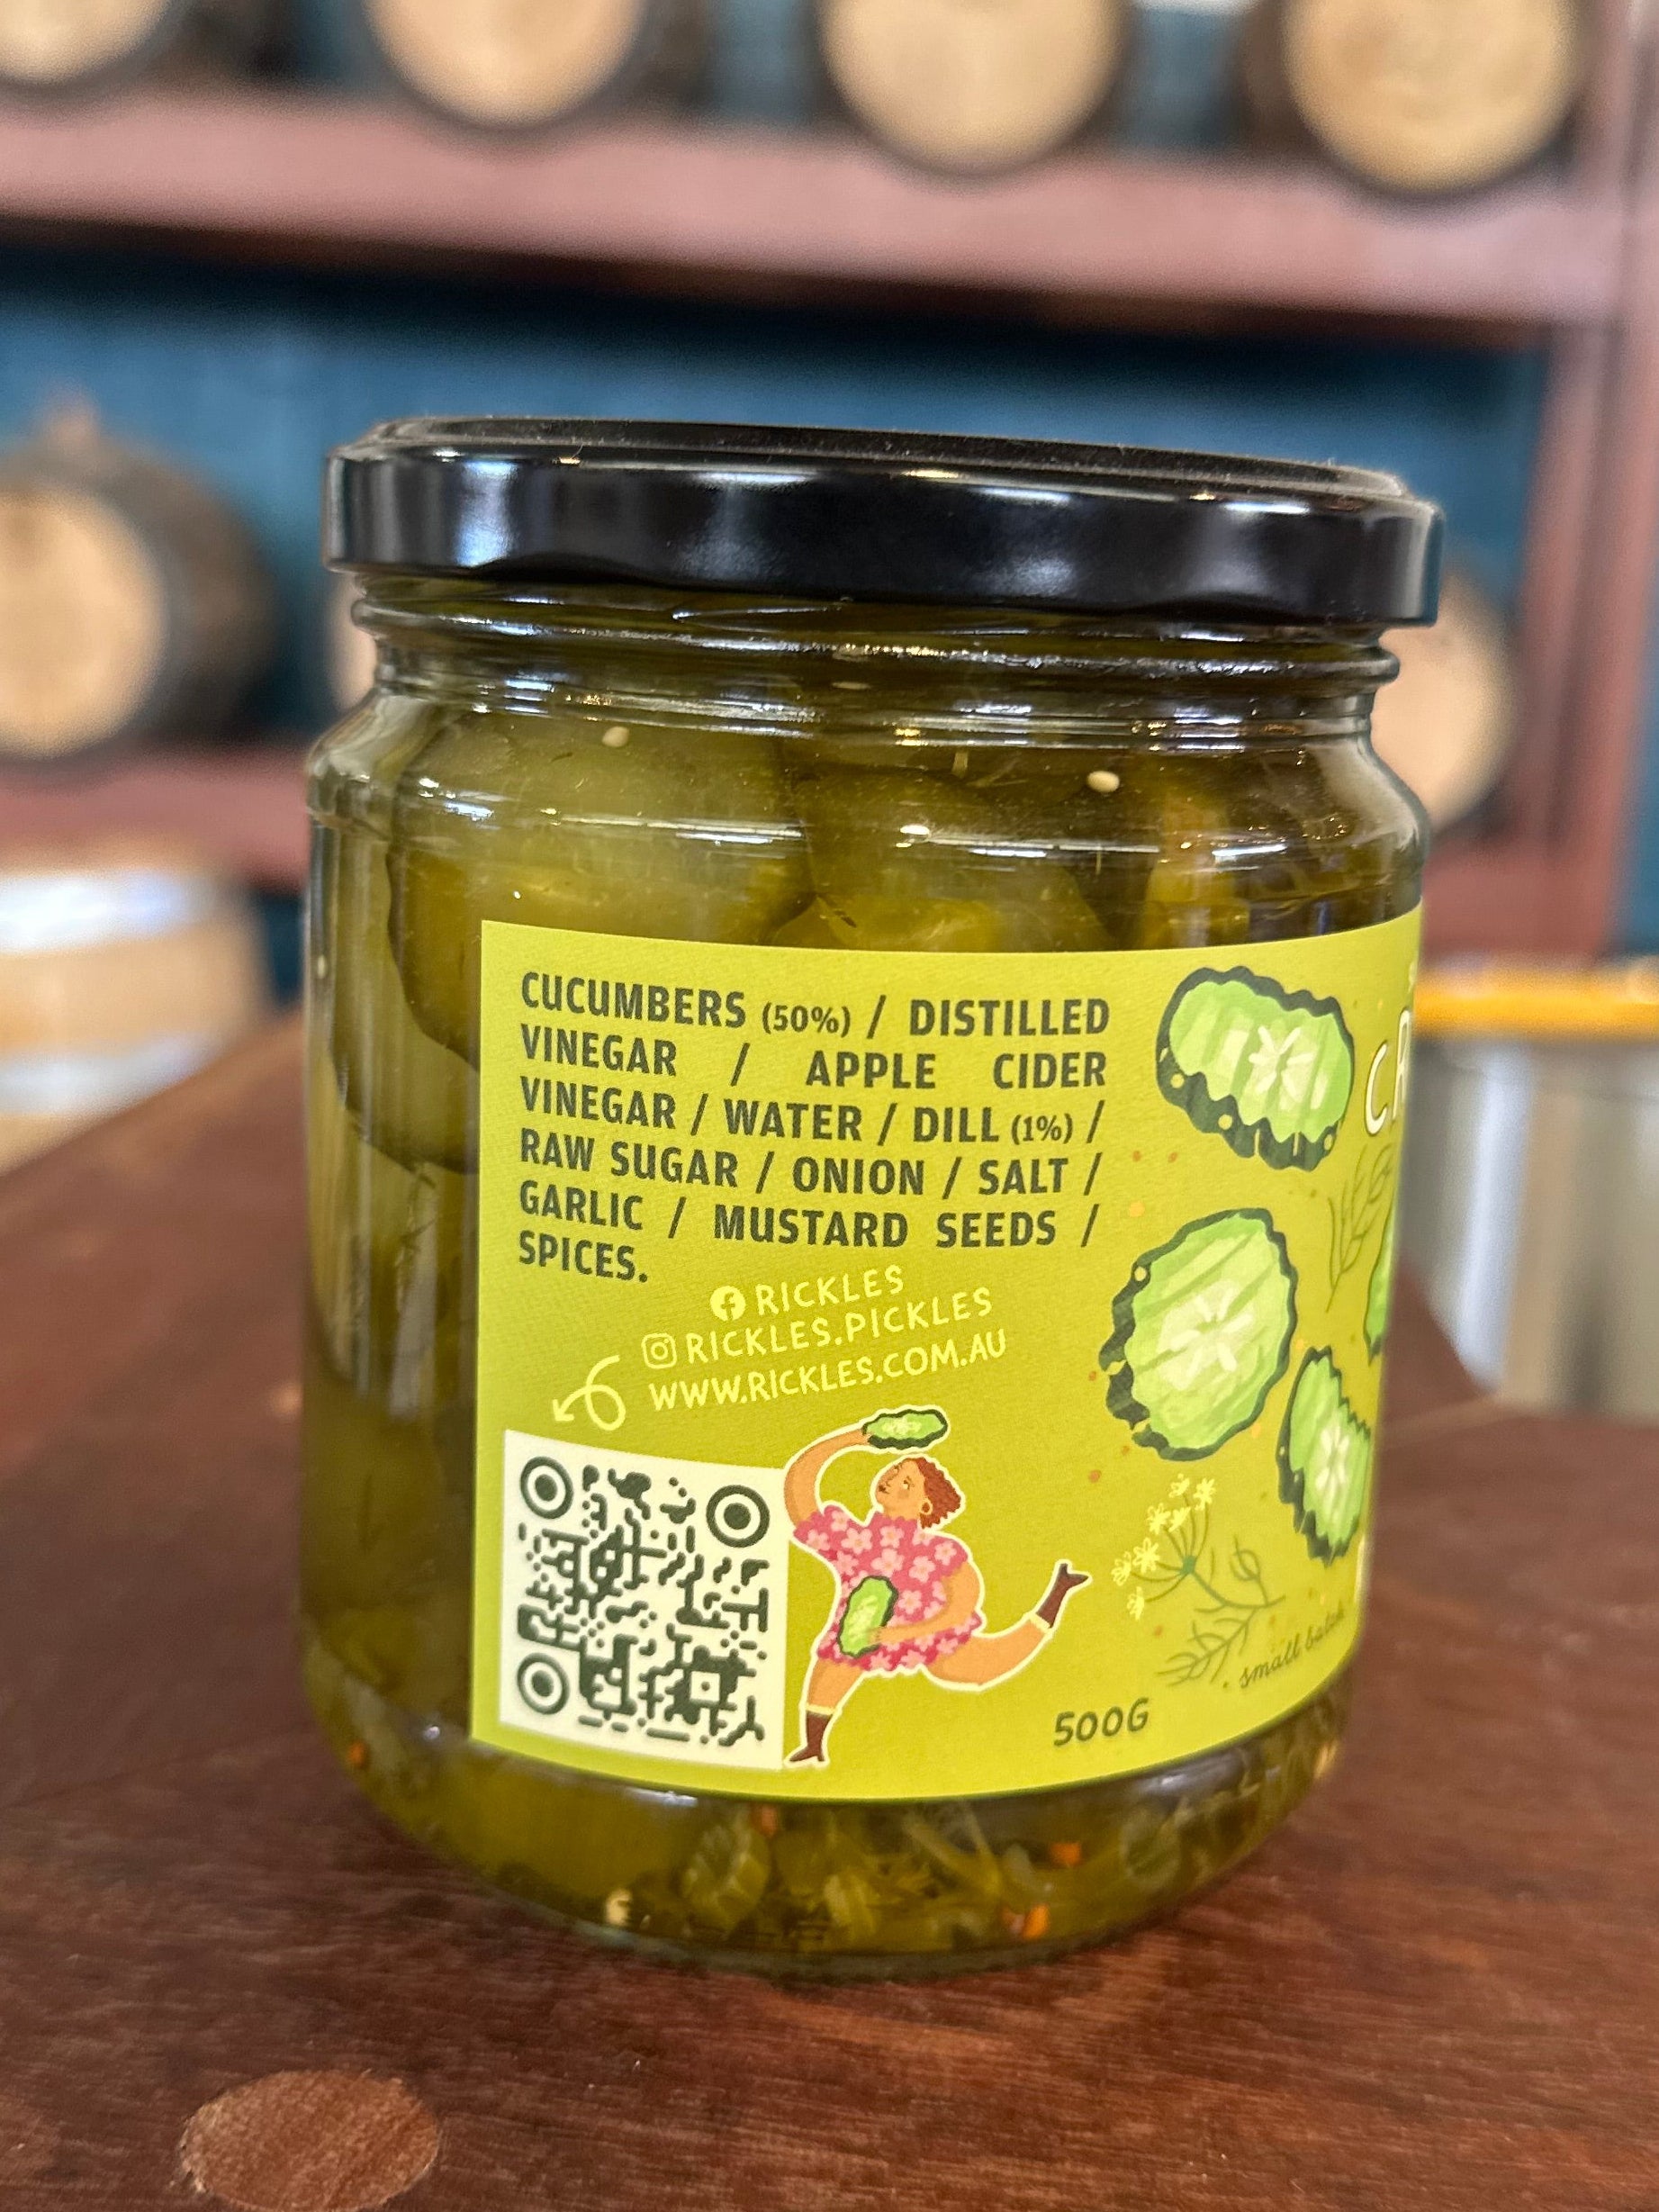 CUCUMBERS (50%) / DISTILLED
VINEGAR / APPLE CIDER
VINEGAR / WATER / DILL (1%) /
RAW SUGAR / ONION / SALT /
GARLIC / MUSTARD SEEDS /
SPICES.
RICKLES
RICKLES.PICKLES
WWW.RICKLES.COM.AU
small batch
500G